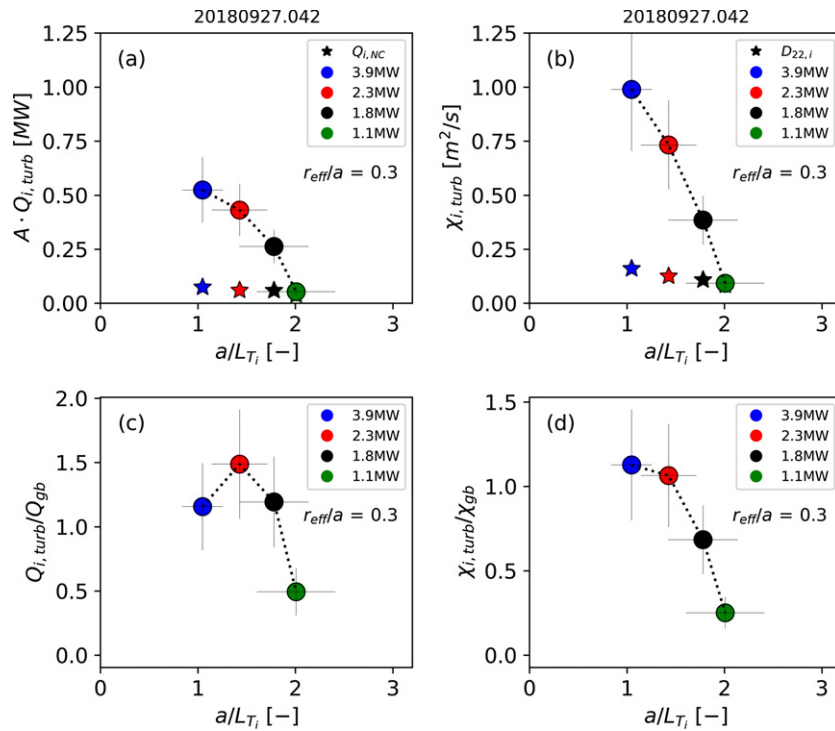 20180927.042
20180927.042
(a)
★ Q_{i,NC}
3.9MW
2.3MW
1.8MW
1.1MW
r_{eff}/a = 0.3
A · Q_{i,turb} [MW]
1.25
1.00
0.75
0.50
0.25
0.00
0 1 2 3
a/L_{T_i} [−]
(b)
★ D_{22,i}
3.9MW
2.3MW
1.8MW
1.1MW
r_{eff}/a = 0.3
χ_{i,turb} [m²/s]
1.25
1.00
0.75
0.50
0.25
0.00
0 1 2 3
a/L_{T_i} [−]
(c)
3.9MW
2.3MW
1.8MW
1.1MW
r_{eff}/a = 0.3
Q_{i,turb}/Q_{gb}
2.0
1.5
1.0
0.5
0.0
0 1 2 3
a/L_{T_i} [−]
(d)
3.9MW
2.3MW
1.8MW
1.1MW
r_{eff}/a = 0.3
χ_{i,turb}/χ_{gb}
1.5
1.0
0.5
0.0
0 1 2 3
a/L_{T_i} [−]